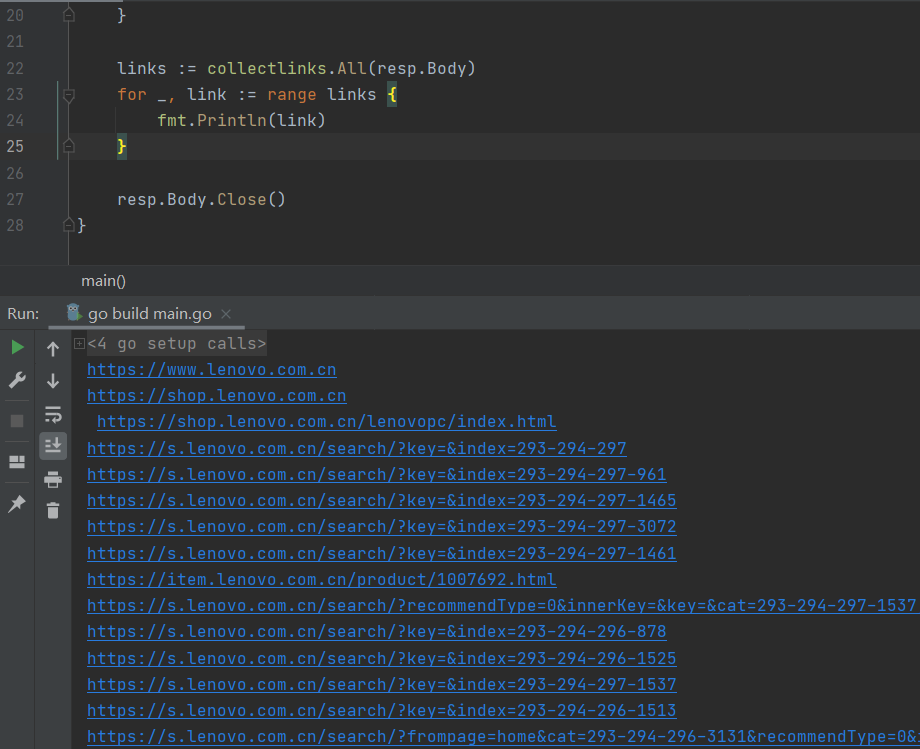 20 }
21
22 links := collectlinks.All(resp.Body)
23 for _, link := range links {
24 fmt.Println(link)
25 }
26
27 resp.Body.Close()
28 }
main()
Run: go build main.go
<4 go setup calls>
https://www.lenovo.com.cn
https://shop.lenovo.com.cn
https://shop.lenovo.com.cn/lenovopc/index.html
https://s.lenovo.com.cn/search/?key=&index=293-294-297
https://s.lenovo.com.cn/search/?key=&index=293-294-297-961
https://s.lenovo.com.cn/search/?key=&index=293-294-297-1465
https://s.lenovo.com.cn/search/?key=&index=293-294-297-3072
https://s.lenovo.com.cn/search/?key=&index=293-294-297-1461
https://item.lenovo.com.cn/product/1007692.html
https://s.lenovo.com.cn/search/?recommendType=0&innerKey=&key=&cat=293-294-297-1537
https://s.lenovo.com.cn/search/?key=&index=293-294-296-878
https://s.lenovo.com.cn/search/?key=&index=293-294-296-1525
https://s.lenovo.com.cn/search/?key=&index=293-294-297-1537
https://s.lenovo.com.cn/search/?key=&index=293-294-296-1513
https://s.lenovo.com.cn/search/?frompage=home&cat=293-294-296-3131&recommendType=0&